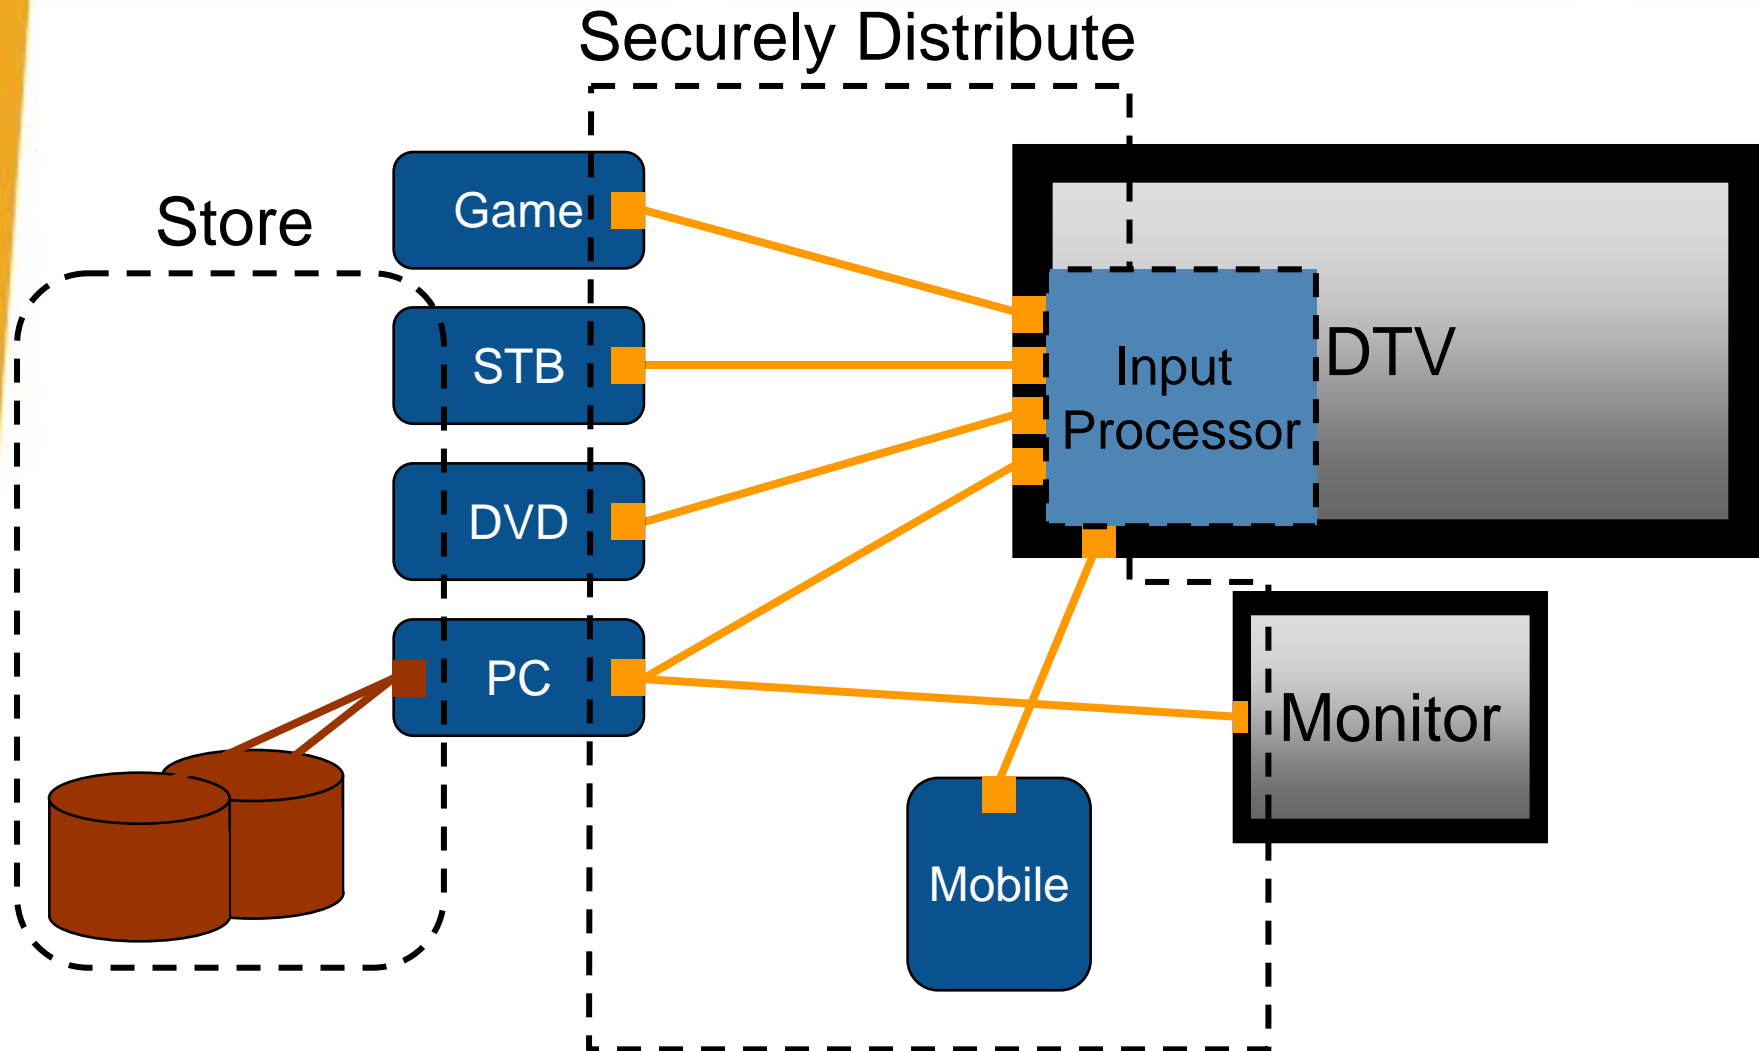 Securely Distribute
Store
Game
STB
DVD
PC
Input
Processor
DTV
Monitor
Mobile